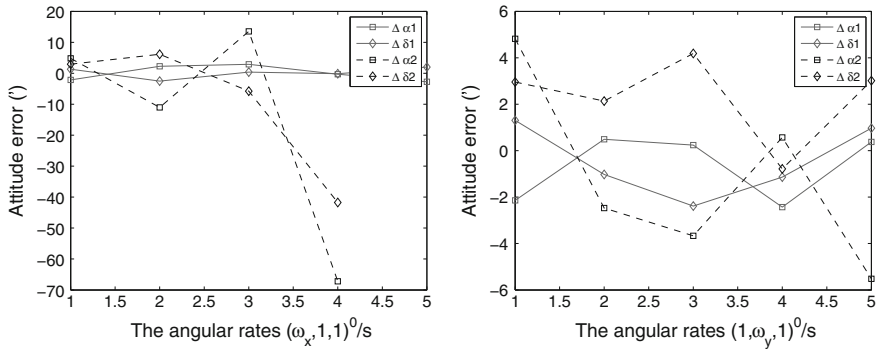 20
10
0
-10
-20
-30
-40
-50
-60
-70
Attitude error (')
1 1.5 2 2.5 3 3.5 4 4.5 5
The angular rates (ωx,1,1)⁰/s
Δ α1
Δ δ1
Δ α2
Δ δ2
6
4
2
0
-2
-4
-6
Attitude error (')
1 1.5 2 2.5 3 3.5 4 4.5 5
The angular rates (1,ωy,1)⁰/s
Δ α1
Δ δ1
Δ α2
Δ δ2